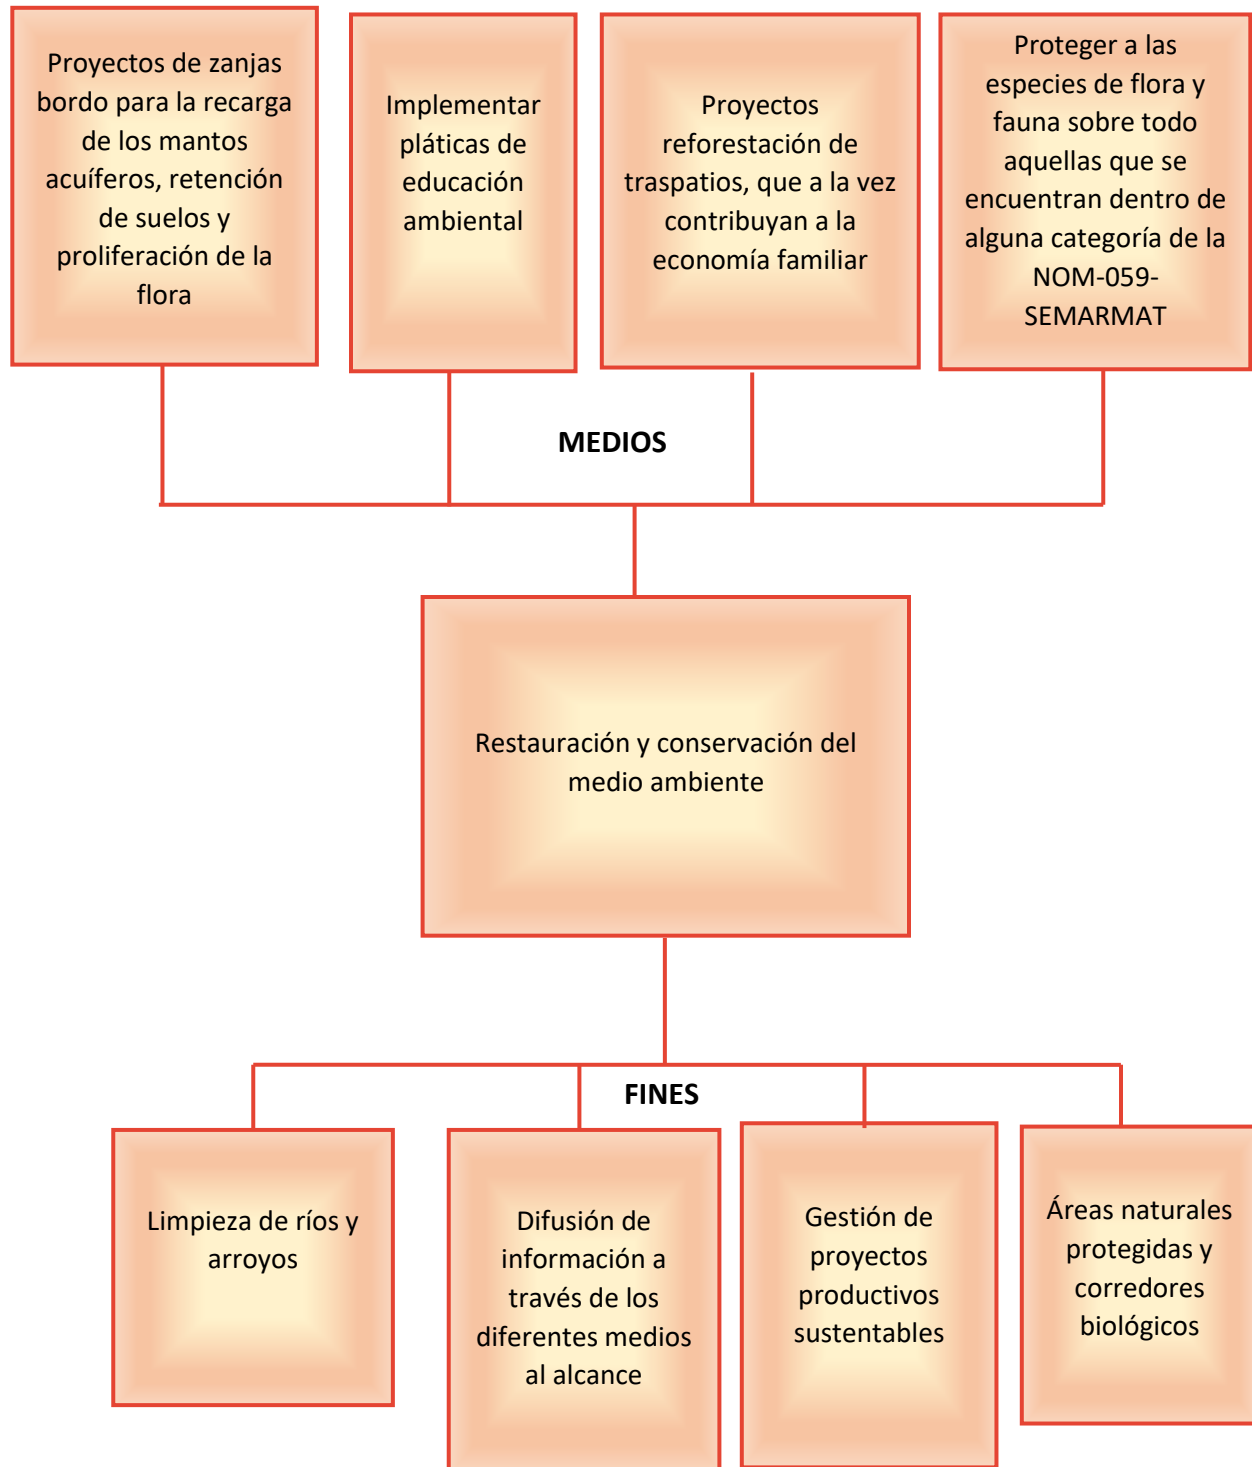 Proyectos de zanjas
bordo para la recarga
de los mantos
acuíferos, retención
de suelos y
proliferación de la
flora
Implementar
pláticas de
educación
ambiental
Proyectos
reforestación de
traspatios, que a la vez
contribuyan a la
economía familiar
Proteger a las
especies de flora y
fauna sobre todo
aquellas que se
encuentran dentro de
alguna categoría de la
NOM-059-
SEMARMAT
MEDIOS
Restauración y conservación del
medio ambiente
FINES
Limpieza de ríos y
arroyos
Difusión de
información a
través de los
diferentes medios
al alcance
Gestión de
proyectos
productivos
sustentables
Áreas naturales
protegidas y
corredores
biológicos